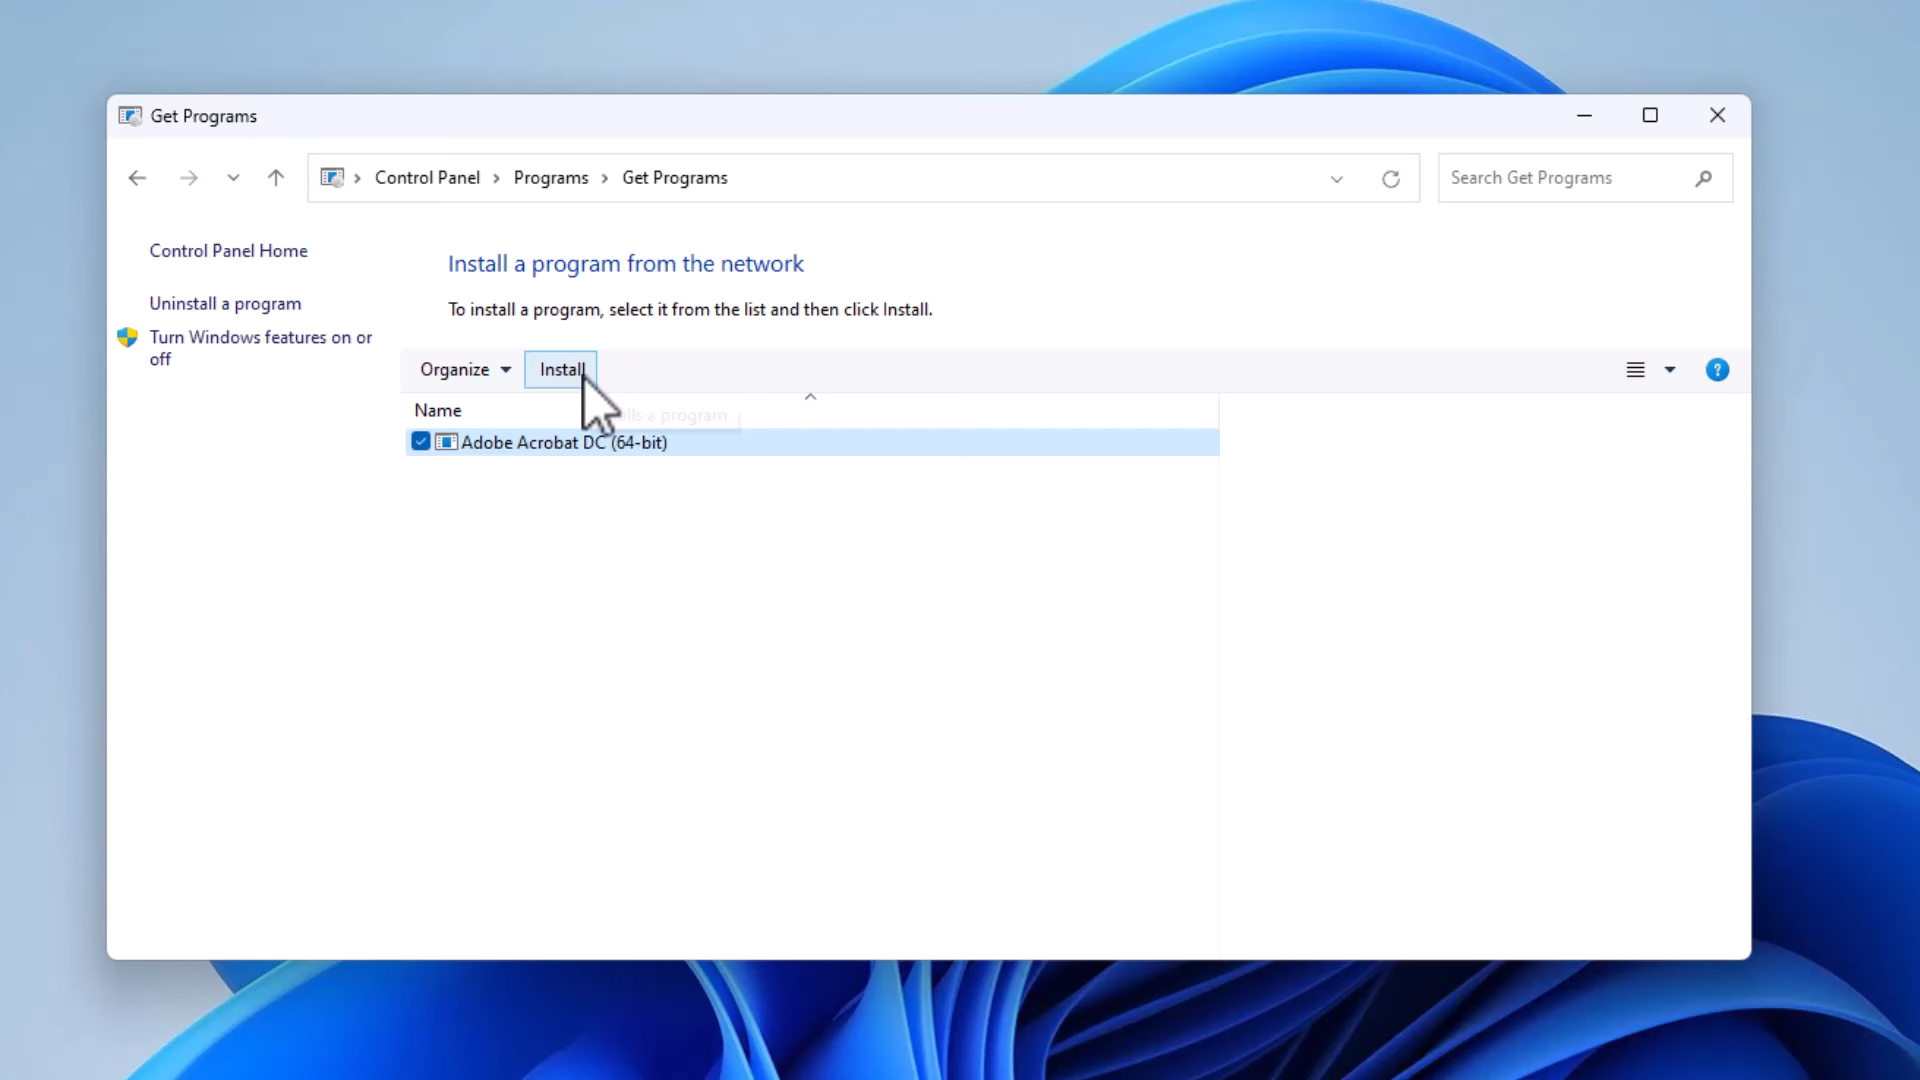 Get Programs
Control Panel > Programs > Get Programs
Search Get Programs
Control Panel Home
Uninstall a program
Turn Windows features on or
off
Install a program from the network
To install a program, select it from the list and then click Install.
Organize
Install
?
a program
Name
Adobe Acrobat DC (64-bit)